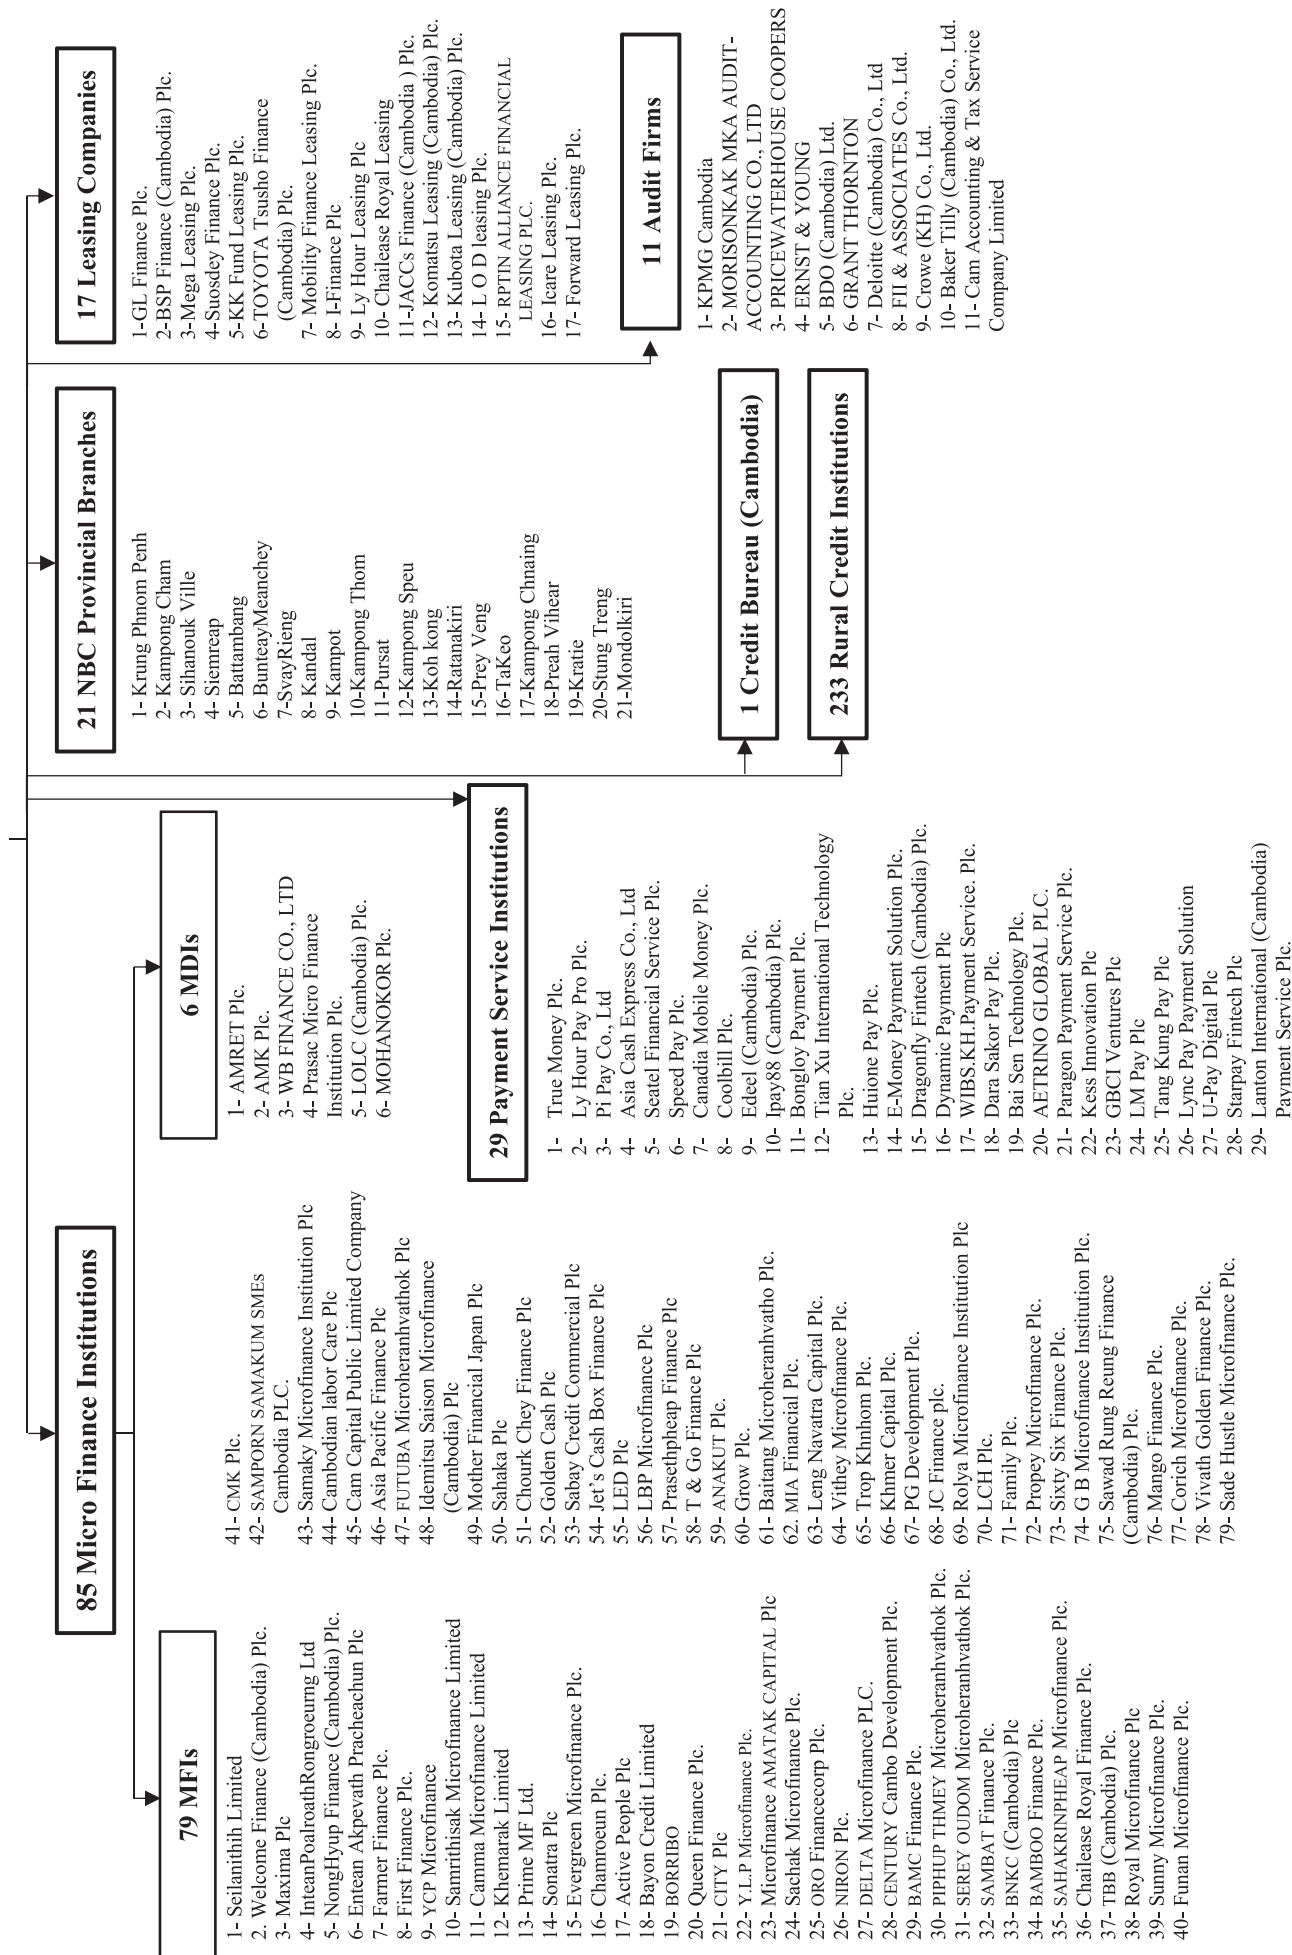 85 Micro Finance Institutions
79 MFIs
1- Seilanithih Limited
2. Welcome Finance (Cambodia) Plc.
3- Maxima Plc
4- InteanPoalroathRongroeurng Ltd
5- NongHyup Finance (Cambodia) Plc.
6- Entean Akpevath Pracheachun Plc
7- Farmer Finance Plc.
8- First Finance Plc.
9- YCP Microfinance
10- Samrithisak Microfinance Limited
11- Camma Microfinance Limited
12- Khemarak Limited
13- Prime MF Ltd.
14- Sonatra Plc
15- Evergreen Microfinance Plc.
16- Chamroeun Plc.
17- Active People Plc
18- Bayon Credit Limited
19- BORRIBO
20- Queen Finance Plc.
21- CITY Plc
22- Y.L.P Microfinance Plc.
23- Microfinance AMATAK CAPITAL Plc
24- Sachak Microfinance Plc.
25- ORO Financecorp Plc.
26- NIRON Plc.
27- DELTA Microfinance PLC.
28- CENTURY Cambo Development Plc.
29- BAMC Finance Plc.
30- PIPHUP THMEY Microheranhvathok Plc.
31- SEREY OUDOM Microheranhvathok Plc.
32- SAMBAT Finance Plc.
33- BNKC (Cambodia) Plc
34- BAMBOO Finance Plc.
35- SAHAKRINPHEAP Microfinance Plc.
36- Chailease Royal Finance Plc.
37- TBB (Cambodia) Plc.
38- Royal Microfinance Plc
39- Sunny Microfinance Plc.
40- Funan Microfinance Plc.
41- CMK Plc.
42- SAMPORN SAMAKUM SMEs
Cambodia PLC.
43- Samaky Microfinance Institution Plc
44- Cambodian labor Care Plc
45- Cam Capital Public Limited Company
46- Asia Pacific Finance Plc
47- FUTUBA Microheranhvathok Plc
48- Idemitsu Saison Microfinance
(Cambodia) Plc
49- Mother Financial Japan Plc
50- Sahaka Plc
51- Chourk Chey Finance Plc
52- Golden Cash Plc
53- Sabay Credit Commercial Plc
54- Jet's Cash Box Finance Plc
55- LED Plc
56- LBP Microfinance Plc
57- Prasethpheap Finance Plc
58- T & Go Finance Plc
59- ANAKUT Plc.
60- Grow Plc.
61- Baitang Microheranhvatho Plc.
62. MIA Financial Plc.
63- Leng Navatra Capital Plc.
64- Vithey Microfinance Plc.
65- Trop Khnhom Plc.
66- Khmer Capital Plc.
67- PG Development Plc.
68- JC Finance plc.
69- Rolya Microfinance Institution Plc
70- LCH Plc.
71- Family Plc.
72- Propey Microfinance Plc.
73- Sixty Six Finance Plc.
74- G B Microfinance Institution Plc.
75- Sawad Rung Reung Finance
(Cambodia) Plc.
76- Mango Finance Plc.
77- Corich Microfinance Plc.
78- Vivath Golden Finance Plc.
79- Sade Hustle Microfinance Plc.
6 MDIs
1- AMRET Plc.
2- AMK Plc.
3- WB FINANCE CO., LTD
4- Prasac Micro Finance
Institution Plc.
5- LOLC (Cambodia) Plc.
6- MOHANOKOR Plc.
29 Payment Service Institutions
1- True Money Plc.
2- Ly Hour Pay Pro Plc.
3- Pi Pay Co., Ltd
4- Asia Cash Express Co., Ltd
5- Seatel Financial Service Plc.
6- Speed Pay Plc.
7- Canadia Mobile Money Plc.
8- Coolbill Plc.
9- Edeel (Cambodia) Plc.
10- Ipay88 (Cambodia) Plc.
11- Bongloy Payment Plc.
12- Tian Xu International Technology
Plc.
13- Huione Pay Plc.
14- E-Money Payment Solution Plc.
15- Dragonfly Fintech (Cambodia) Plc.
16- Dynamic Payment Plc
17- WIBS.KH.Payment Service. Plc.
18- Dara Sakor Pay Plc.
19- Bai Sen Technology Plc.
20- AETRINO GLOBAL PLC.
21- Paragon Payment Service Plc.
22- Kess Innovation Plc
23- GBCI Ventures Plc
24- LM Pay Plc
25- Tang Kung Pay Plc
26- Lync Pay Payment Solution
27- U-Pay Digital Plc
28- Starpay Fintech Plc
29- Lanton International (Cambodia)
Payment Service Plc.
21 NBC Provincial Branches
1- Krung Phnom Penh
2- Kampong Cham
3- Sihanouk Ville
4- Siemreap
5- Battambang
6- BunteayMeanchey
7-SvayRieng
8- Kandal
9- Kampot
10-Kampong Thom
11-Pursat
12-Kampong Speu
13-Koh kong
14-Ratanakiri
15-Prey Veng
16-TaKeo
17-Kampong Chnaing
18-Preah Vihear
19-Kratie
20-Stung Treng
21-Mondolkiri
1 Credit Bureau (Cambodia)
233 Rural Credit Institutions
17 Leasing Companies
1-GL Finance Plc.
2-BSP Finance (Cambodia) Plc.
3-Mega Leasing Plc.
4-Suosdey Finance Plc.
5-KK Fund Leasing Plc.
6-TOYOTA Tsusho Finance
(Cambodia) Plc.
7- Mobility Finance Leasing Plc.
8- I-Finance Plc
9- Ly Hour Leasing Plc
10- Chailease Royal Leasing
11-JACCs Finance (Cambodia ) Plc.
12- Komatsu Leasing (Cambodia) Plc.
13- Kubota Leasing (Cambodia) Plc.
14- L O D leasing Plc.
15- RPTIN ALLIANCE FINANCIAL
LEASING PLC.
16- Icare Leasing Plc.
17- Forward Leasing Plc.
11 Audit Firms
1- KPMG Cambodia
2- MORISONKAK MKA AUDIT-
ACCOUNTING CO., LTD
3- PRICEWATERHOUSE COOPERS
4- ERNST & YOUNG
5- BDO (Cambodia) Ltd.
6- GRANT THORNTON
7- Deloitte (Cambodia) Co., Ltd
8- FII & ASSOCIATES Co., Ltd.
9- Crowe (KH) Co., Ltd.
10- Baker Tilly (Cambodia) Co., Ltd.
11- Cam Accounting & Tax Service
Company Limited